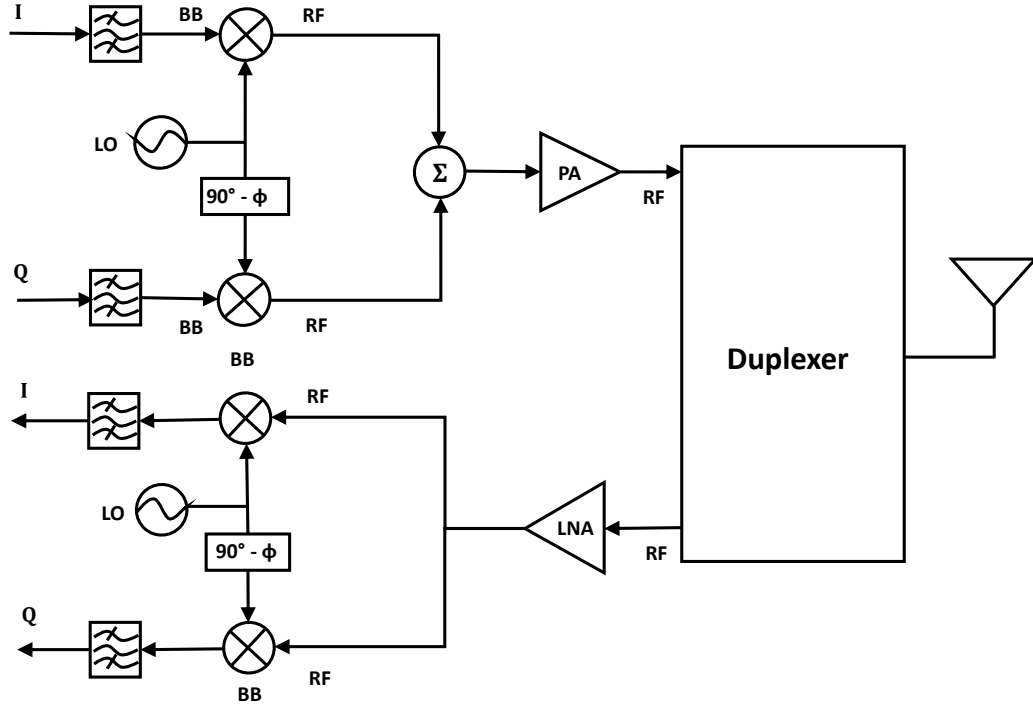 I
BB
RF
LO
90° - ϕ
Σ
PA
RF
Q
BB
RF
BB
Duplexer
I
RF
LO
90° - ϕ
LNA
RF
Q
RF
BB